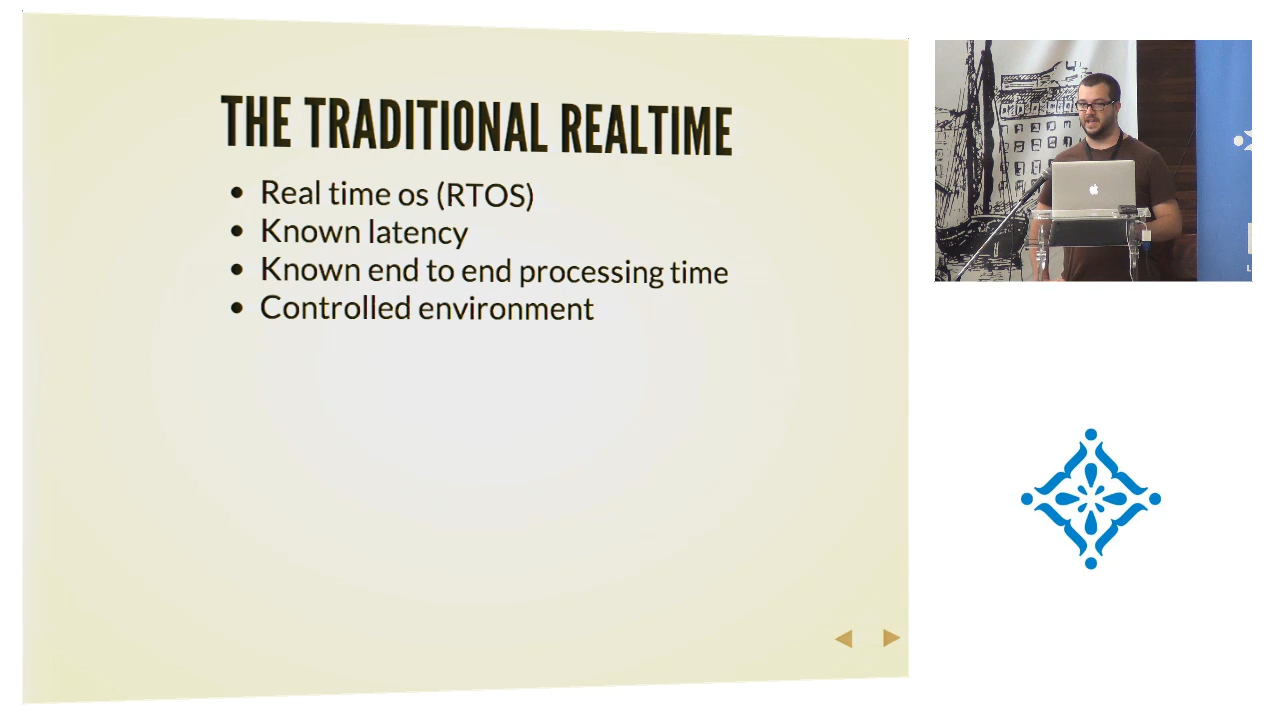 THE TRADITIONAL REALTIME
Real time os (RTOS)
Known latency
Known end to end processing time
Controlled environment